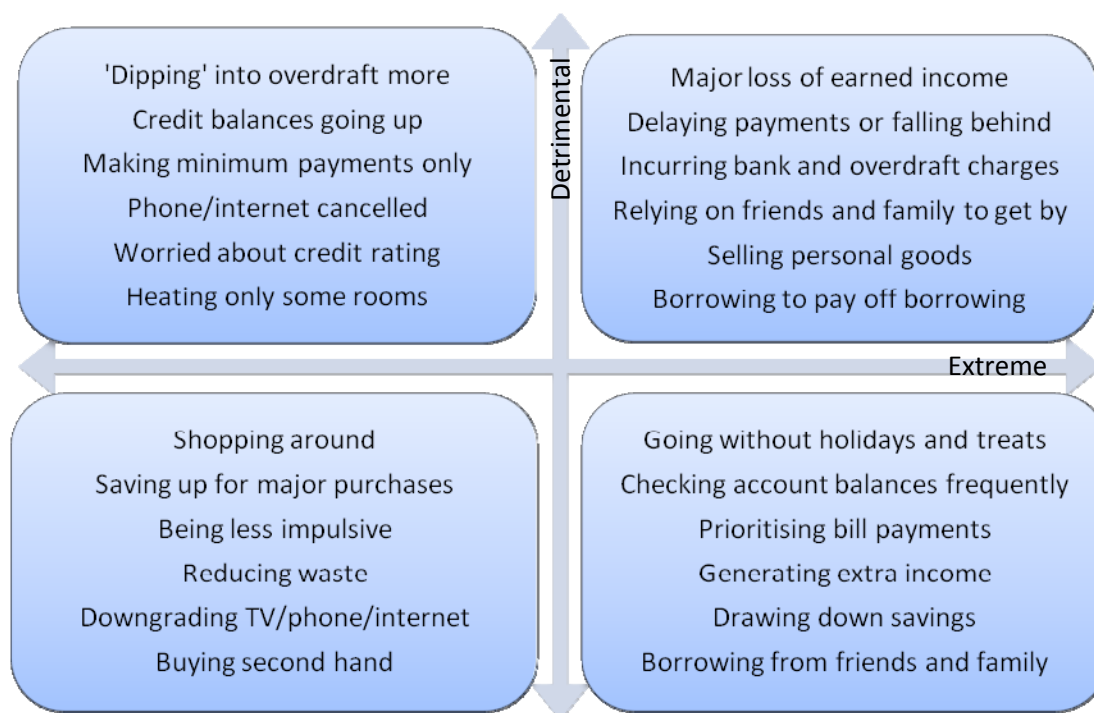 'Dipping' into overdraft more
Credit balances going up
Making minimum payments only
Phone/internet cancelled
Worried about credit rating
Heating only some rooms
Detrimental
Major loss of earned income
Delaying payments or falling behind
Incurring bank and overdraft charges
Relying on friends and family to get by
Selling personal goods
Borrowing to pay off borrowing
Extreme
Shopping around
Saving up for major purchases
Being less impulsive
Reducing waste
Downgrading TV/phone/internet
Buying second hand
Going without holidays and treats
Checking account balances frequently
Prioritising bill payments
Generating extra income
Drawing down savings
Borrowing from friends and family